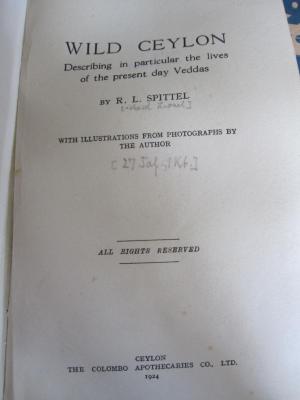 WILD CEYLON
Describing in particular the lives
of the present day Veddas
BY R. L. SPITTEL
WITH ILLUSTRATIONS FROM PHOTOGRAPHS BY
THE AUTHOR
ALL RIGHTS RESERVED
CEYLON
THE COLOMBO APOTHECARIES CO., LTD.
1924